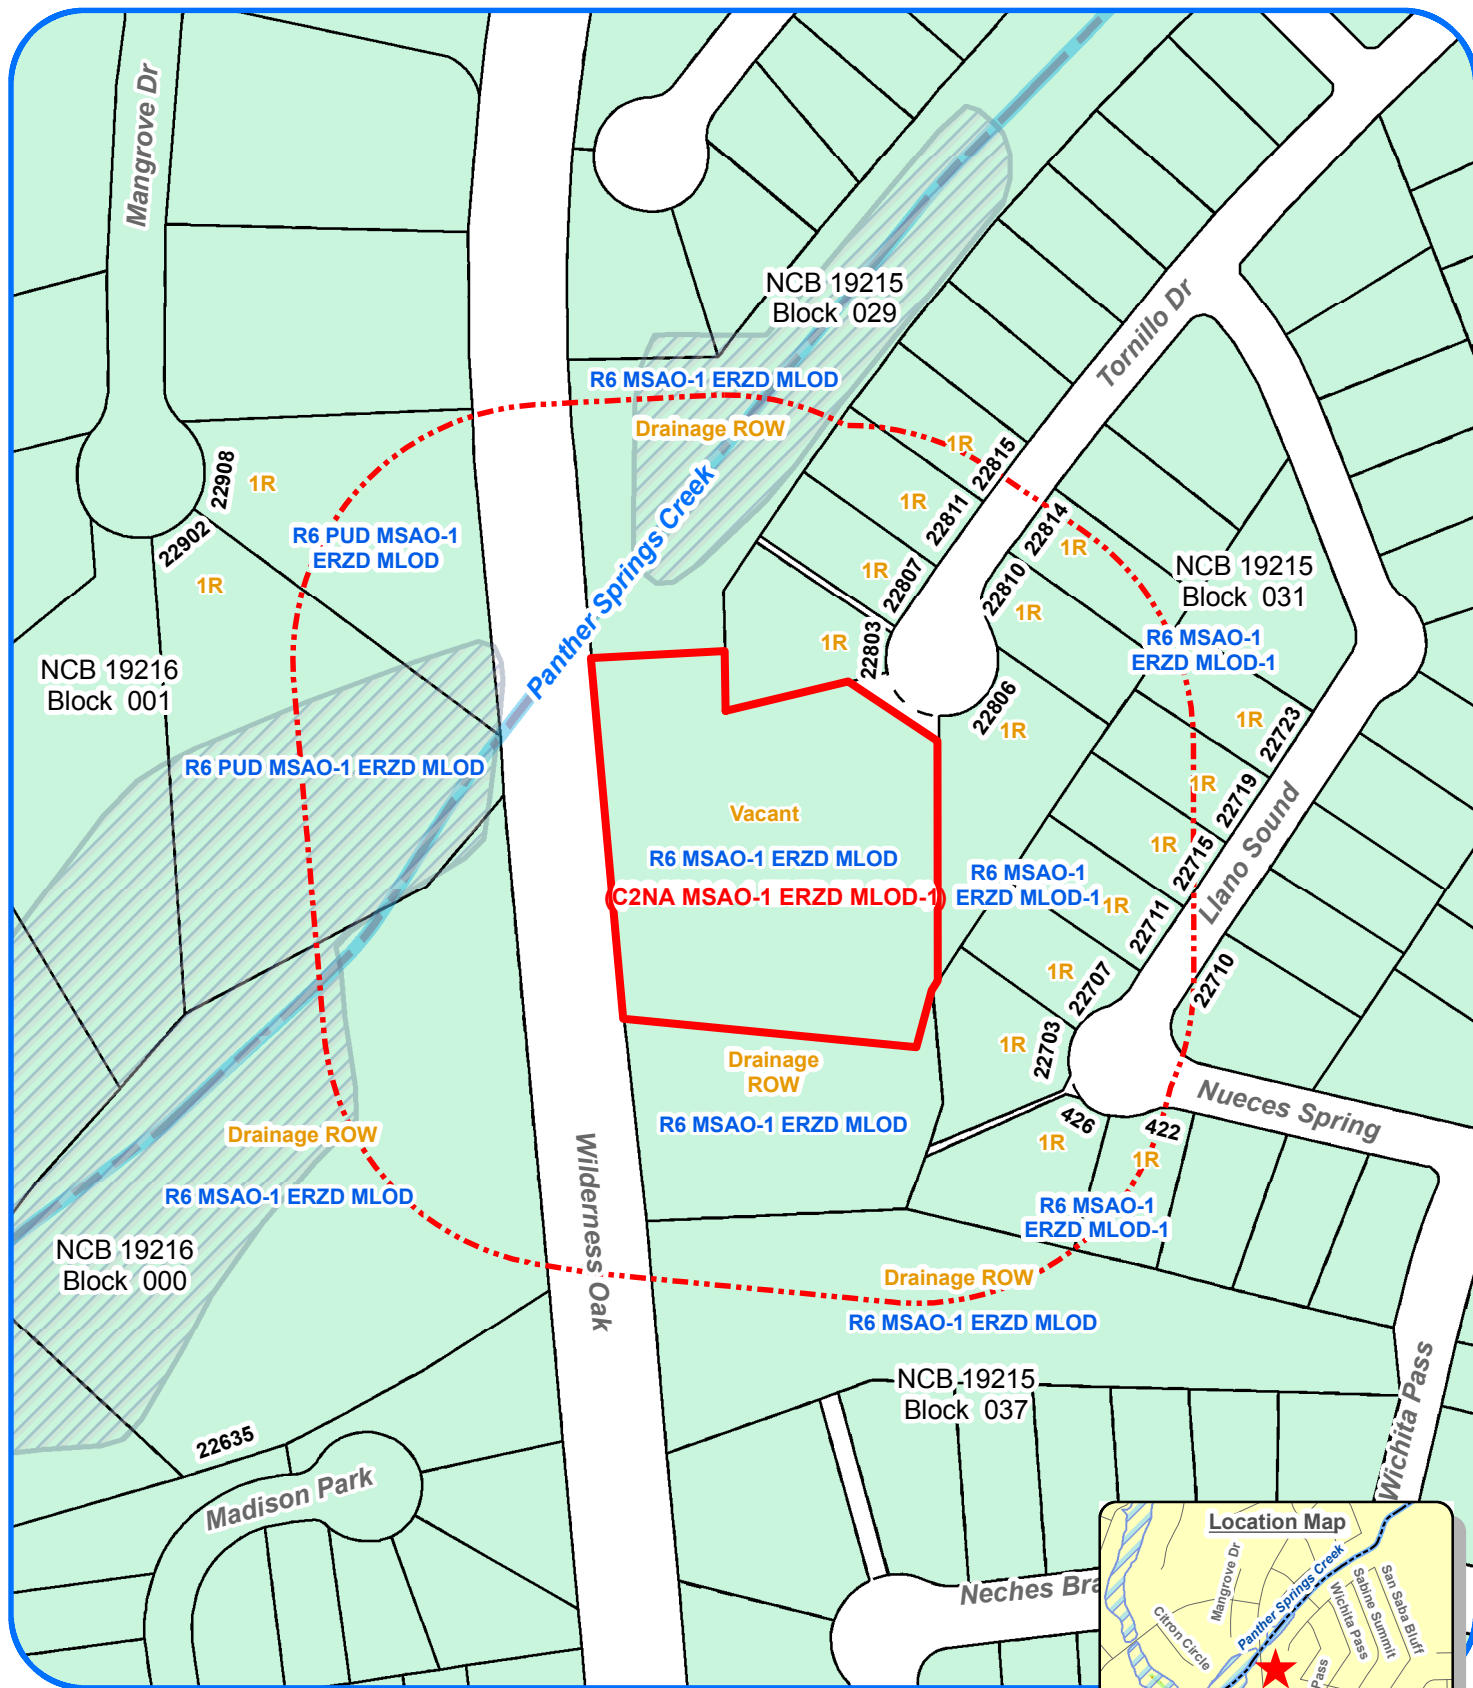 Mangrove Dr
NCB 19215
Block 029
Tornillo Dr
R6 MSAO-1 ERZD MLOD
Drainage ROW
1R
22815
22908
1R
1R
22811
22814
1R
22902
R6 PUD MSAO-1
ERZD MLOD
Panther Springs Creek
1R
22807
22810
1R
NCB 19215
Block 031
1R
1R
22803
R6 MSAO-1
ERZD MLOD-1
NCB 19216
Block 001
22806
1R
1R
22723
R6 PUD MSAO-1 ERZD MLOD
1R
22719
Vacant
R6 MSAO-1 ERZD MLOD
(C2NA MSAO-1 ERZD MLOD-1)
R6 MSAO-1
ERZD MLOD-1
1R
22715
Llano Sound
1R
22711
1R
22707
22710
1R
22703
Drainage
ROW
R6 MSAO-1 ERZD MLOD
Nueces Spring
426
422
1R
1R
Drainage ROW
R6 MSAO-1 ERZD MLOD
Wilderness Oak
R6 MSAO-1
ERZD MLOD-1
NCB 19216
Block 000
Drainage ROW
R6 MSAO-1 ERZD MLOD
NCB 19215
Block 037
Wichita Pass
22635
Madison Park
Neches Bra
Location Map
Mangrove Dr
Panther Springs Creek
Citron Circle
San Saba Bluff
Sabine Summit
Wichita Pass
Pass